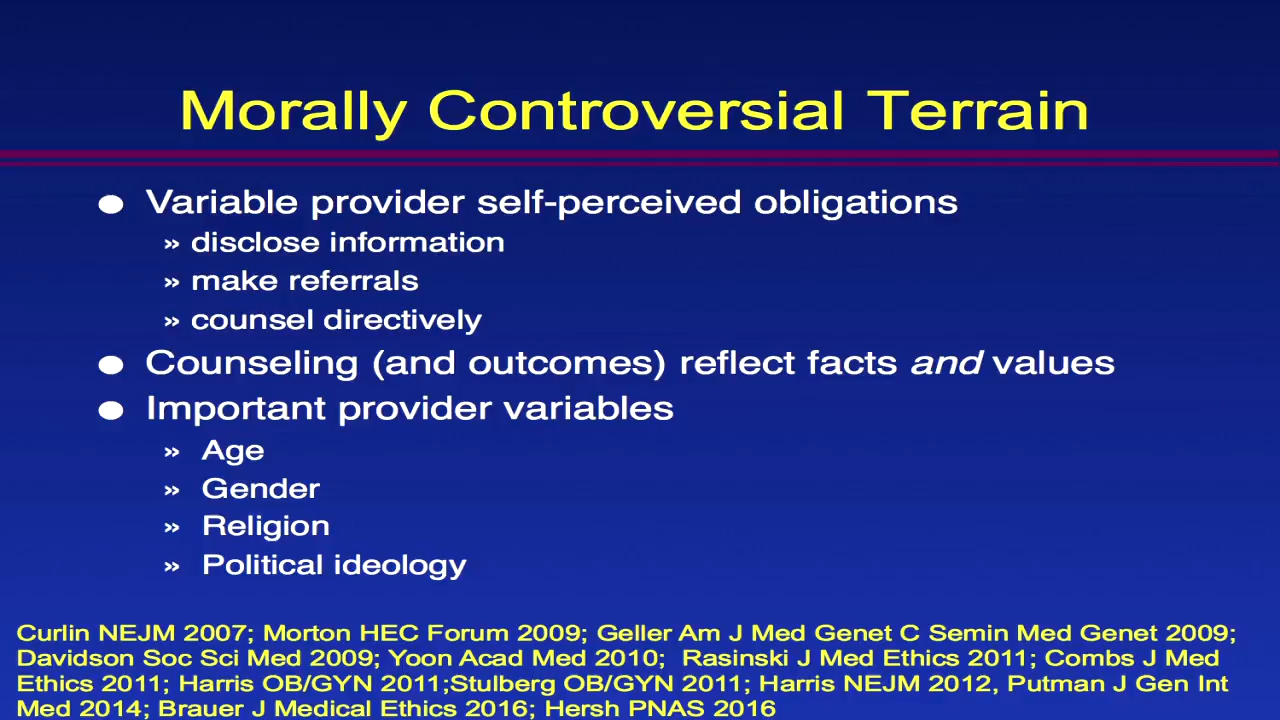 Morally Controversial Terrain
● Variable provider self-perceived obligations
» disclose information
» make referrals
» counsel directively
● Counseling (and outcomes) reflect facts and values
● Important provider variables
» Age
» Gender
» Religion
» Political ideology
Curlin NEJM 2007; Morton HEC Forum 2009; Geller Am J Med Genet C Semin Med Genet 2009;
Davidson Soc Sci Med 2009; Yoon Acad Med 2010; Rasinski J Med Ethics 2011; Combs J Med
Ethics 2011; Harris OB/GYN 2011;Stulberg OB/GYN 2011; Harris NEJM 2012, Putman J Gen Int
Med 2014; Brauer J Medical Ethics 2016; Hersh PNAS 2016